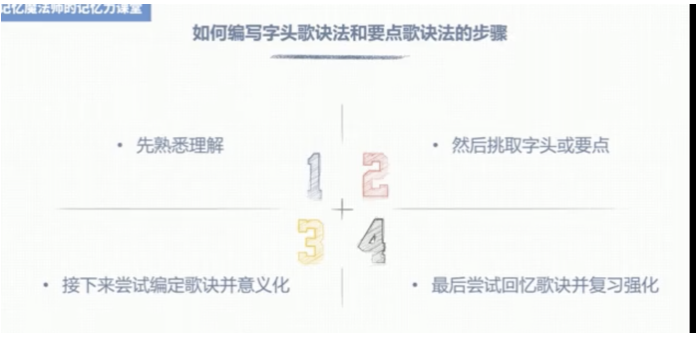 记忆魔法师的记忆力课堂
如何编写字头歌诀法和要点歌诀法的步骤
• 先熟悉理解
• 然后挑取字头或要点
1 2
3 4
• 接下来尝试编定歌诀并意义化
• 最后尝试回忆歌诀并复习强化